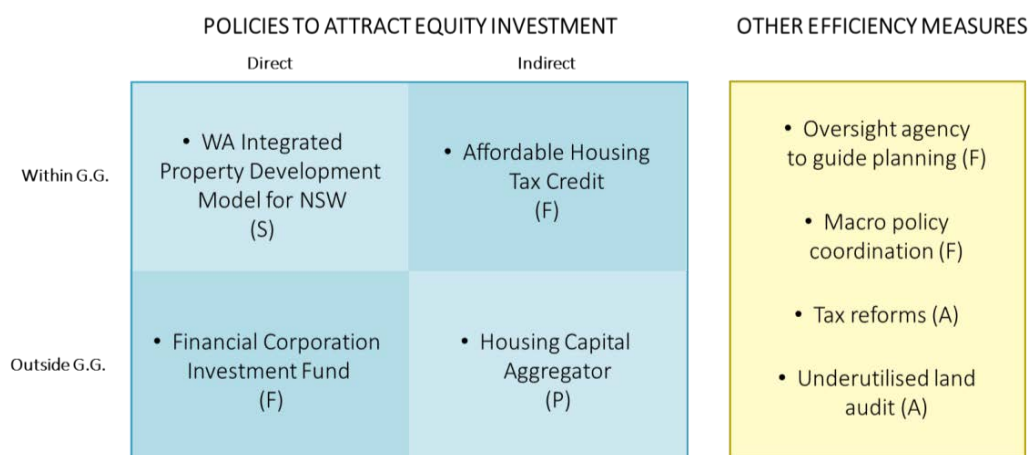 POLICIES TO ATTRACT EQUITY INVESTMENT
OTHER EFFICIENCY MEASURES
Direct
Indirect
Within G.G.
• WA Integrated
Property Development
Model for NSW
(S)
• Affordable Housing
Tax Credit
(F)
Outside G.G.
• Financial Corporation
Investment Fund
(F)
• Housing Capital
Aggregator
(P)
• Oversight agency
to guide planning (F)
• Macro policy
coordination (F)
• Tax reforms (A)
• Underutilised land
audit (A)